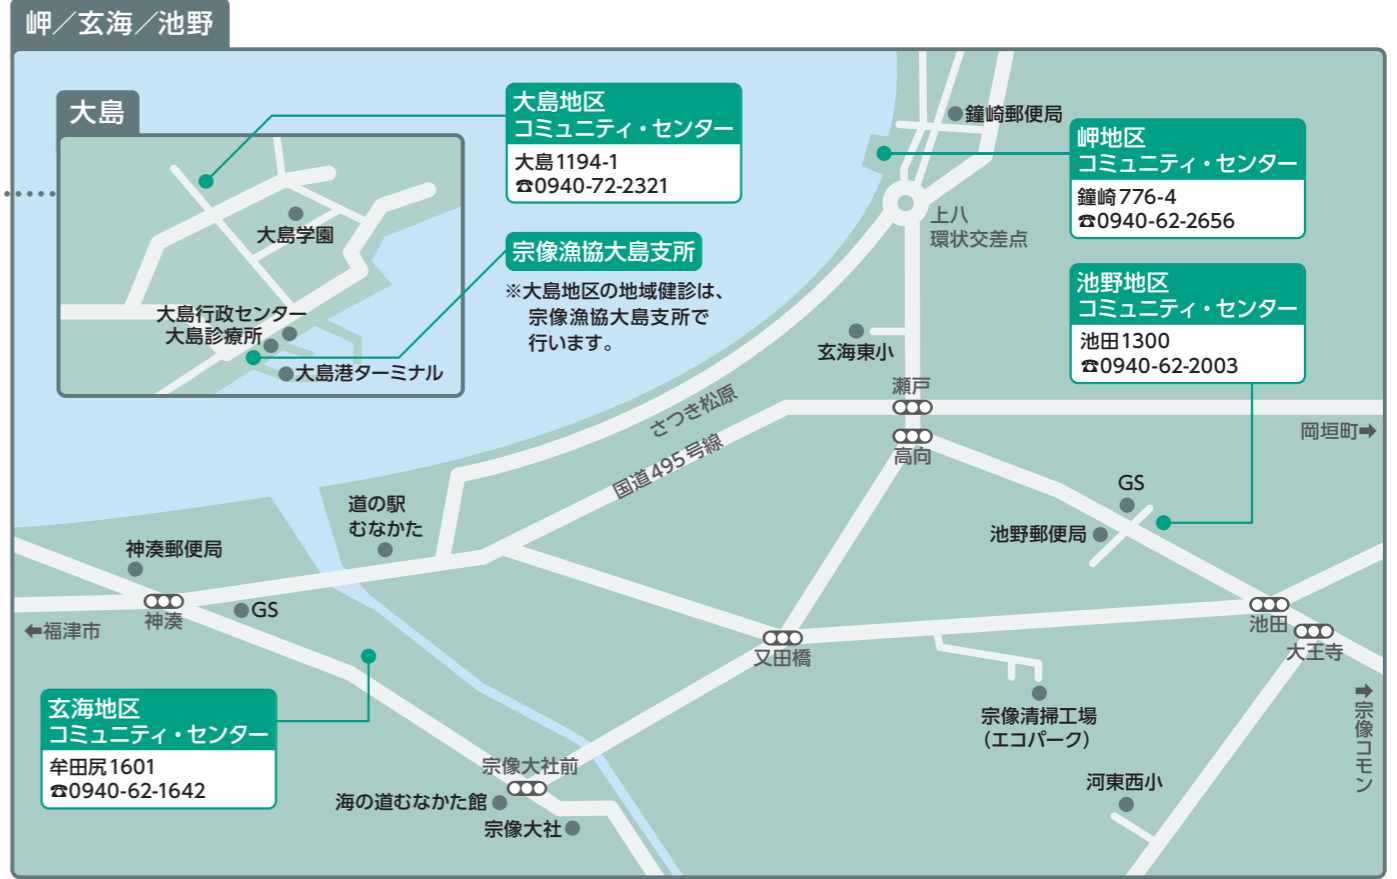 岬／玄海／池野
大島
大島地区
コミュニティ・センター
大島1194-1
☎0940-72-2321
宗像漁協大島支所
※大島地区の地域健診は、
宗像漁協大島支所で
行います。
大島学園
大島行政センター
大島診療所
大島港ターミナル
鐘崎郵便局
岬地区
コミュニティ・センター
鐘崎776-4
☎0940-62-2656
上八
環状交差点
池野地区
コミュニティ・センター
池田1300
☎0940-62-2003
玄海東小
瀬戸
さつき松原
国道495号線
高向
岡垣町➡
GS
池野郵便局
道の駅
むなかた
神湊郵便局
GS
神湊
⬅福津市
又田橋
池田
大王寺
➡宗像コモン
宗像清掃工場
（エコパーク）
玄海地区
コミュニティ・センター
牟田尻1601
☎0940-62-1642
宗像大社前
海の道むなかた館
宗像大社
河東西小